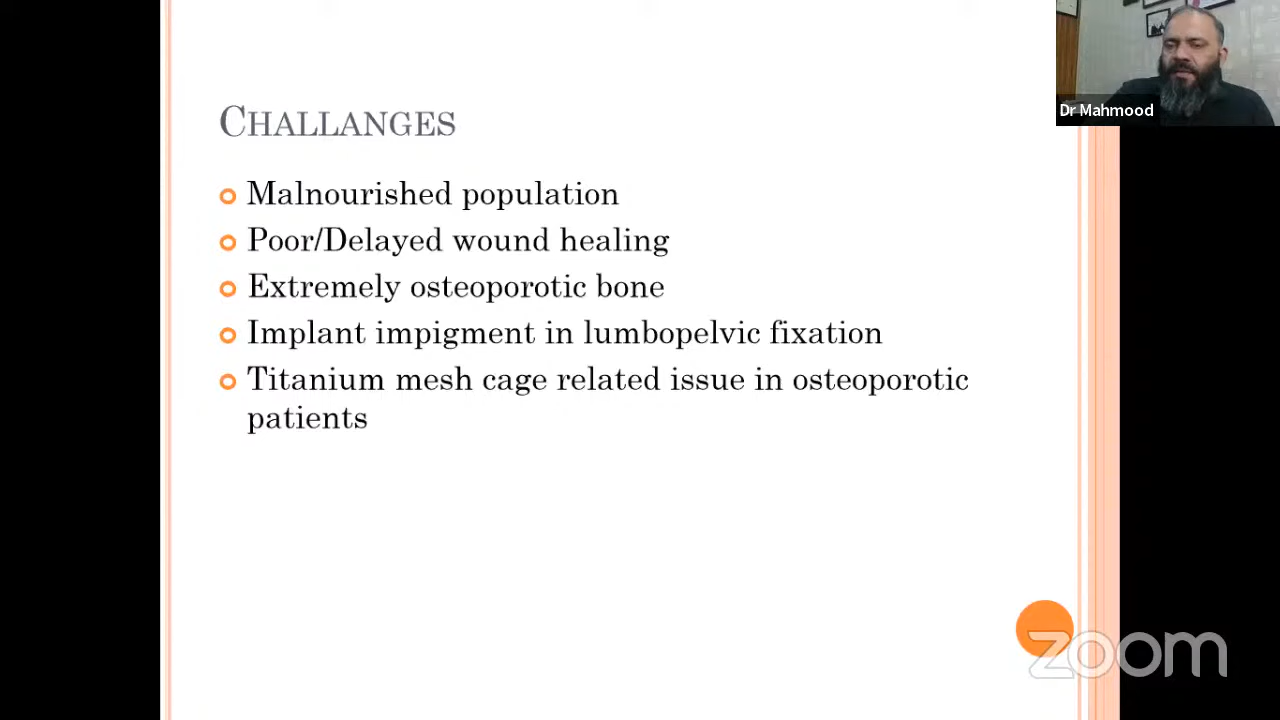 Dr Mahmood
CHALLANGES
Malnourished population
Poor/Delayed wound healing
Extremely osteoporotic bone
Implant impigment in lumbopelvic fixation
Titanium mesh cage related issue in osteoporotic
patients
zoom